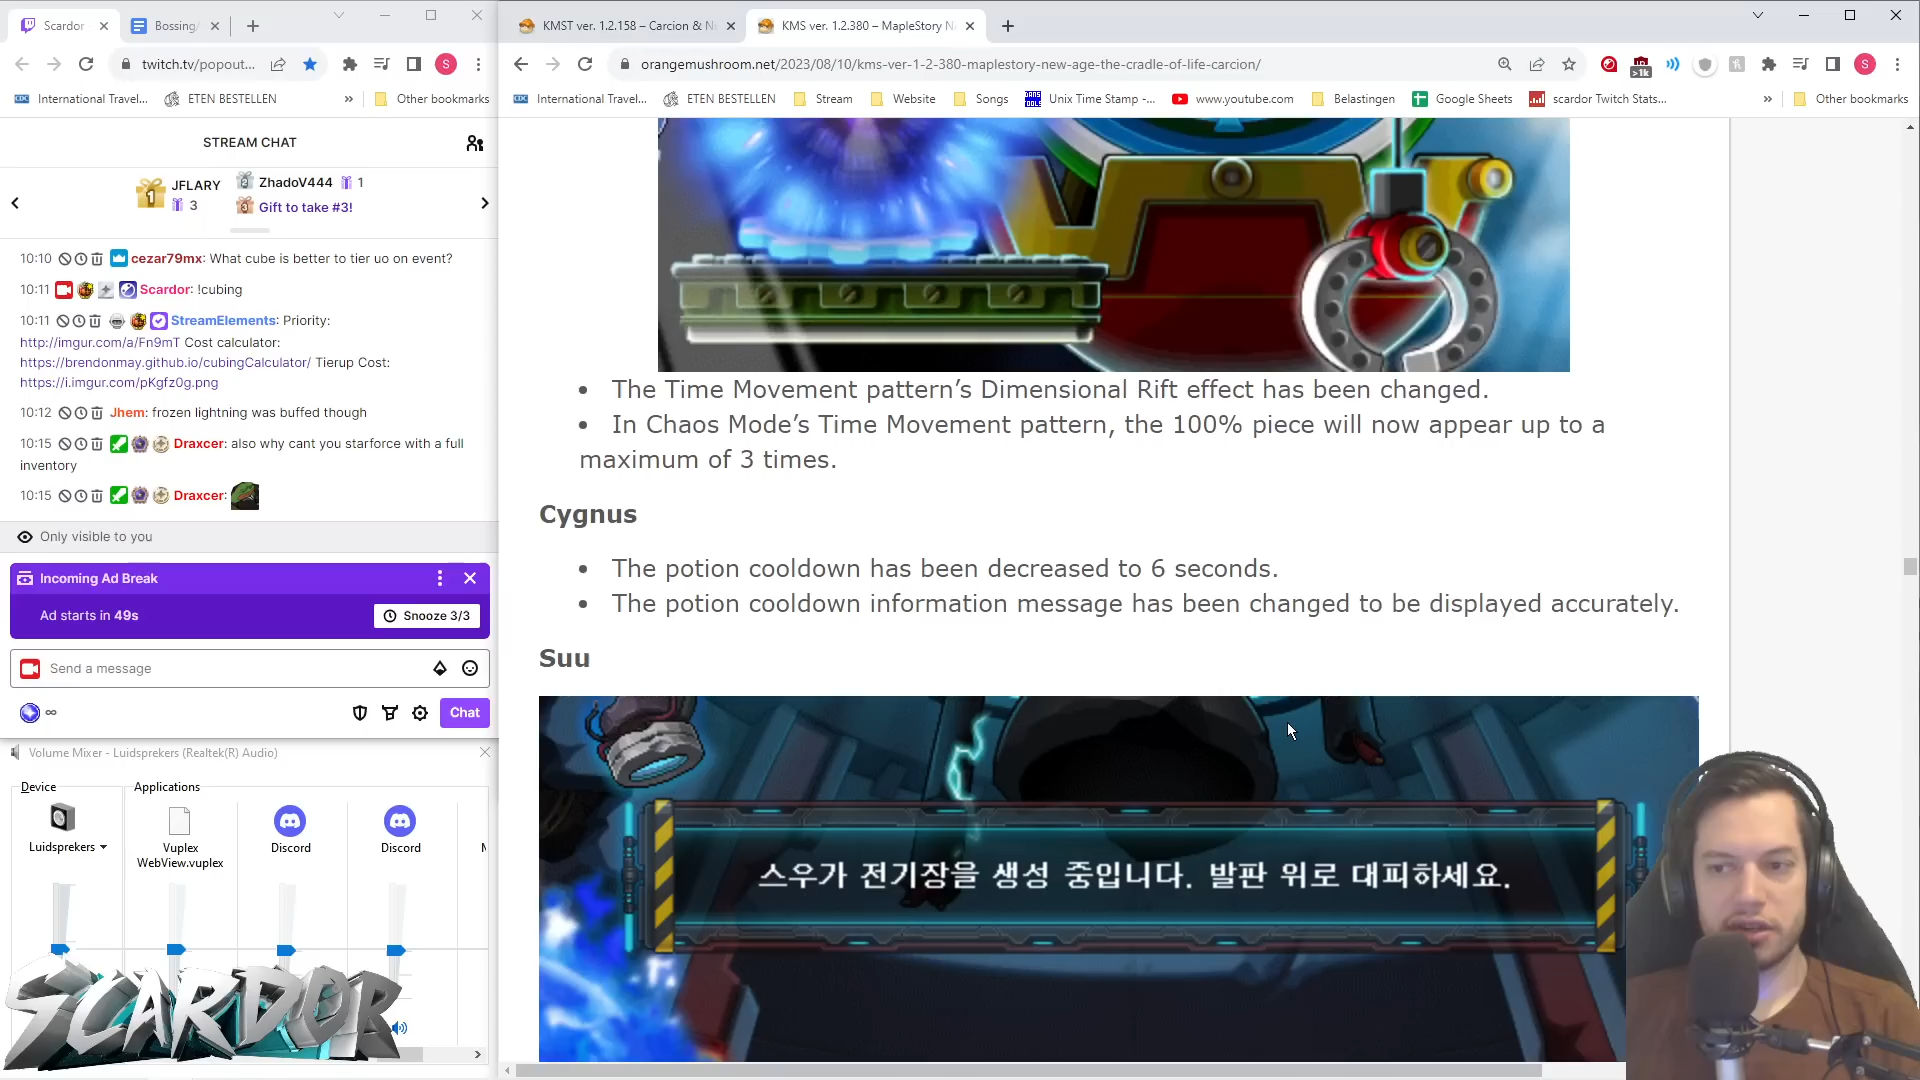 Scardor
Bossing/
KMST ver. 1.2.158 – Carcion & N
KMS ver. 1.2.380 – MapleStory N
twitch.tv/popout...
orangemushroom.net/2023/08/10/kms-ver-1-2-380-maplestory-new-age-the-cradle-of-life-carcion/
>1k
International Travel...
ETEN BESTELLEN
Other bookmarks
International Travel...
ETEN BESTELLEN
Stream
Website
Songs
Unix Time Stamp -...
www.youtube.com
Belastingen
Google Sheets
scardor Twitch Stats...
Other bookmarks
STREAM CHAT
1
JFLARY
3
2
ZhadoV444 1
3
Gift to take #3!
10:10 cezar79mx: What cube is better to tier uo on event?
10:11 Scardor: !cubing
10:11 StreamElements: Priority:
http://imgur.com/a/Fn9mT Cost calculator:
https://brendonmay.github.io/cubingCalculator/ Tierup Cost:
https://i.imgur.com/pKgfz0g.png
10:12 Jhem: frozen lightning was buffed though
10:15 Draxcer: also why cant you starforce with a full
inventory
10:15 Draxcer:
Only visible to you
Incoming Ad Break
Ad starts in 49s
Snooze 3/3
Send a message
∞
Chat
Volume Mixer - Luidsprekers (Realtek(R) Audio)
Device
Applications
Luidsprekers
Vuplex
WebView.vuplex
Discord
Discord
SCARDOR
• The Time Movement pattern’s Dimensional Rift effect has been changed.
• In Chaos Mode’s Time Movement pattern, the 100% piece will now appear up to a
maximum of 3 times.
Cygnus
• The potion cooldown has been decreased to 6 seconds.
• The potion cooldown information message has been changed to be displayed accurately.
Suu
스우가 전기장을 생성 중입니다. 발판 위로 대피하세요.